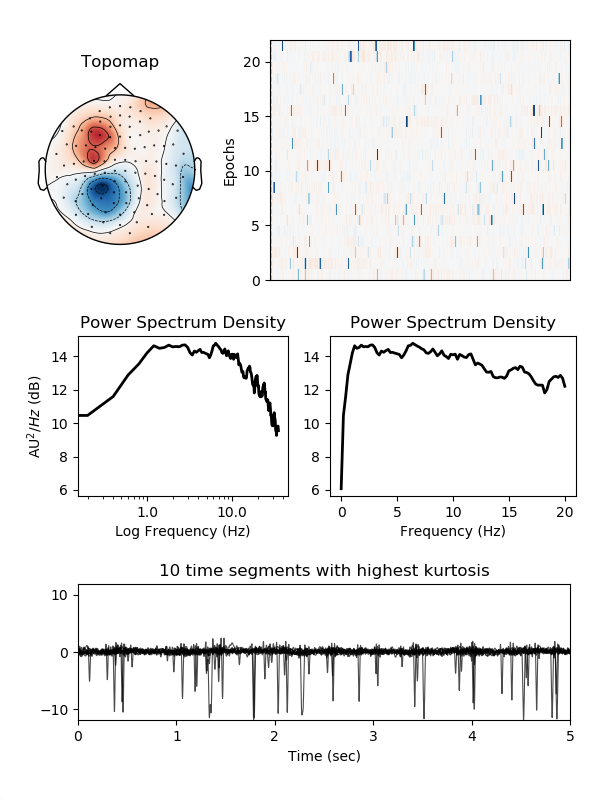 Topomap
Epochs
20
15
10
5
0
Power Spectrum Density
AU²/Hz (dB)
14
12
10
8
6
1.0 10.0
Log Frequency (Hz)
Power Spectrum Density
14
12
10
8
6
0 5 10 15 20
Frequency (Hz)
10 time segments with highest kurtosis
10
0
−10
0 1 2 3 4 5
Time (sec)